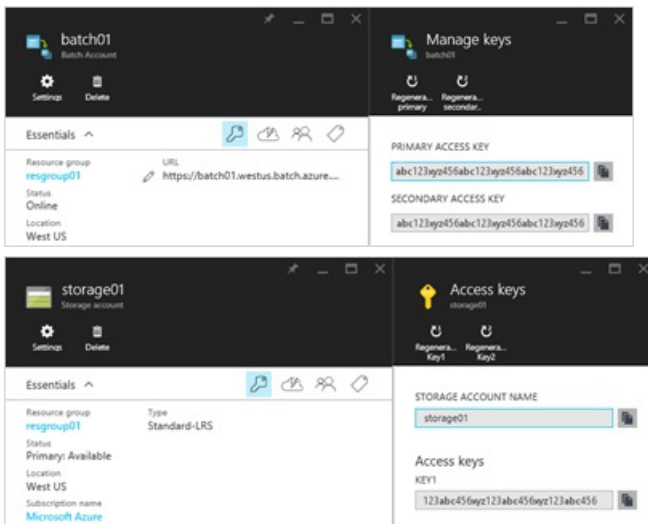 batch01
Batch Account
Settings Delete
Essentials
Resource group
resgroup01
URL
https://batch01.westus.batch.azure....
Status
Online
Location
West US
Manage keys
batch01
Regenera... primary
Regenera... secondar..
PRIMARY ACCESS KEY
abc123xyz456abc123xyz456abc123xyz456
SECONDARY ACCESS KEY
abc123xyz456abc123xyz456abc123xyz456
storage01
Storage account
Settings Delete
Essentials
Resource group
resgroup01
Type
Standard-LRS
Status
Primary: Available
Location
West US
Subscription name
Microsoft Azure
Access keys
storage01
Regenera... Key1
Regenera... Key2
STORAGE ACCOUNT NAME
storage01
Access keys
KEY1
123abc456xyz123abc456xyz123abc456